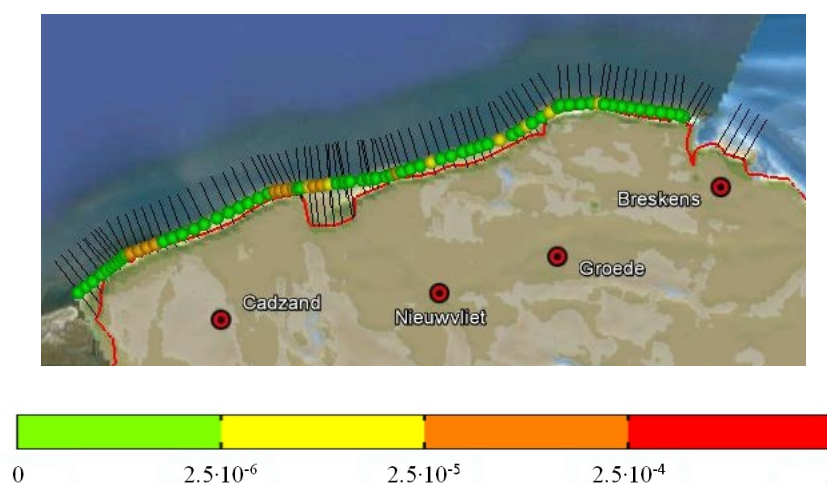 Breskens
Groede
Cadzand
Nieuwvliet
0 2.5·10⁻⁶ 2.5·10⁻⁵ 2.5·10⁻⁴